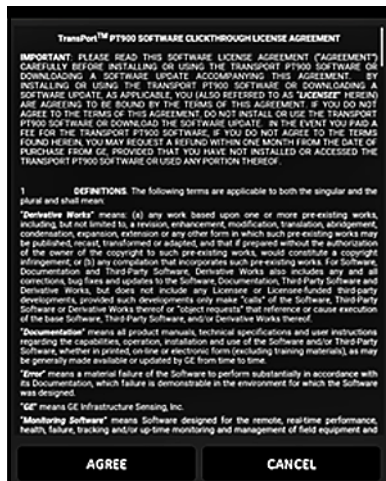 TransPort™ PT900 SOFTWARE CLICKTHROUGH LICENSE AGREEMENT
IMPORTANT: PLEASE READ THIS SOFTWARE LICENSE AGREEMENT ("AGREEMENT")
CAREFULLY BEFORE INSTALLING OR USING THE TRANSPORT PT900 SOFTWARE OR
DOWNLOADING A SOFTWARE UPDATE ACCOMPANYING THIS AGREEMENT. BY
INSTALLING OR USING THE TRANSPORT PT900 SOFTWARE OR DOWNLOADING A
SOFTWARE UPDATE, AS APPLICABLE, YOU (ALSO REFERRED TO AS "LICENSEE" HEREIN)
ARE AGREEING TO BE BOUND BY THE TERMS OF THIS AGREEMENT. IF YOU DO NOT
AGREE TO THE TERMS OF THIS AGREEMENT, DO NOT INSTALL OR USE THE TRANSPORT
PT900 SOFTWARE OR DOWNLOAD THE SOFTWARE UPDATE. IN THE EVENT YOU PAID A
FEE FOR THE TRANSPORT PT900 SOFTWARE, IF YOU DO NOT AGREE TO THE TERMS
FOUND HEREIN, YOU MAY REQUEST A REFUND WITHIN ONE MONTH FROM THE DATE OF
PURCHASE FROM GE, PROVIDED THAT YOU HAVE NOT INSTALLED OR ACCESSED THE
TRANSPORT PT900 SOFTWARE OR USED ANY PORTION THEREOF.
1 DEFINITIONS. The following terms are applicable to both the singular and the
plural and shall mean:
"Derivative Works" means: (a) any work based upon one or more pre-existing works,
including, but not limited to, a revision, enhancement, modification, translation, abridgement,
condensation, expansion, extension or any other form in which such pre-existing works may
be published, recast, transformed or adapted, and that if prepared without the authorization
of the owner of the copyright to such pre-existing works, would constitute a copyright
infringement; or (b) any compilation that incorporates such pre-existing works. For Software,
Documentation and Third-Party Software, Derivative Works also includes any and all
corrections, bug fixes and updates to the Software, Documentation, Third-Party Software and
Derivative Works, but does not include any Licensee or Licensee-funded third-party
developments, provided such developments only make "calls" of the Software, Third-Party
Software or Derivative Works thereof or "object requests" that reference or cause execution
of the base Software, Third-Party Software, and/or Derivative Works thereof.
"Documentation" means all product manuals, technical specifications and user instructions
regarding the capabilities, operation, installation and use of the Software and/or Third-Party
Software, whether in printed, on-line or electronic form (excluding training materials), as may
be generally made available or updated by GE from time to time.
"Error" means a material failure of the Software to perform substantially in accordance with
its Documentation, which failure is demonstrable in the environment for which the Software
was designed.
"GE" means GE Infrastructure Sensing, Inc.
"Monitoring Software" means Software designed for the remote, real-time performance,
health, failure, tracking and/or up-time monitoring and management of field equipment and
AGREE
CANCEL